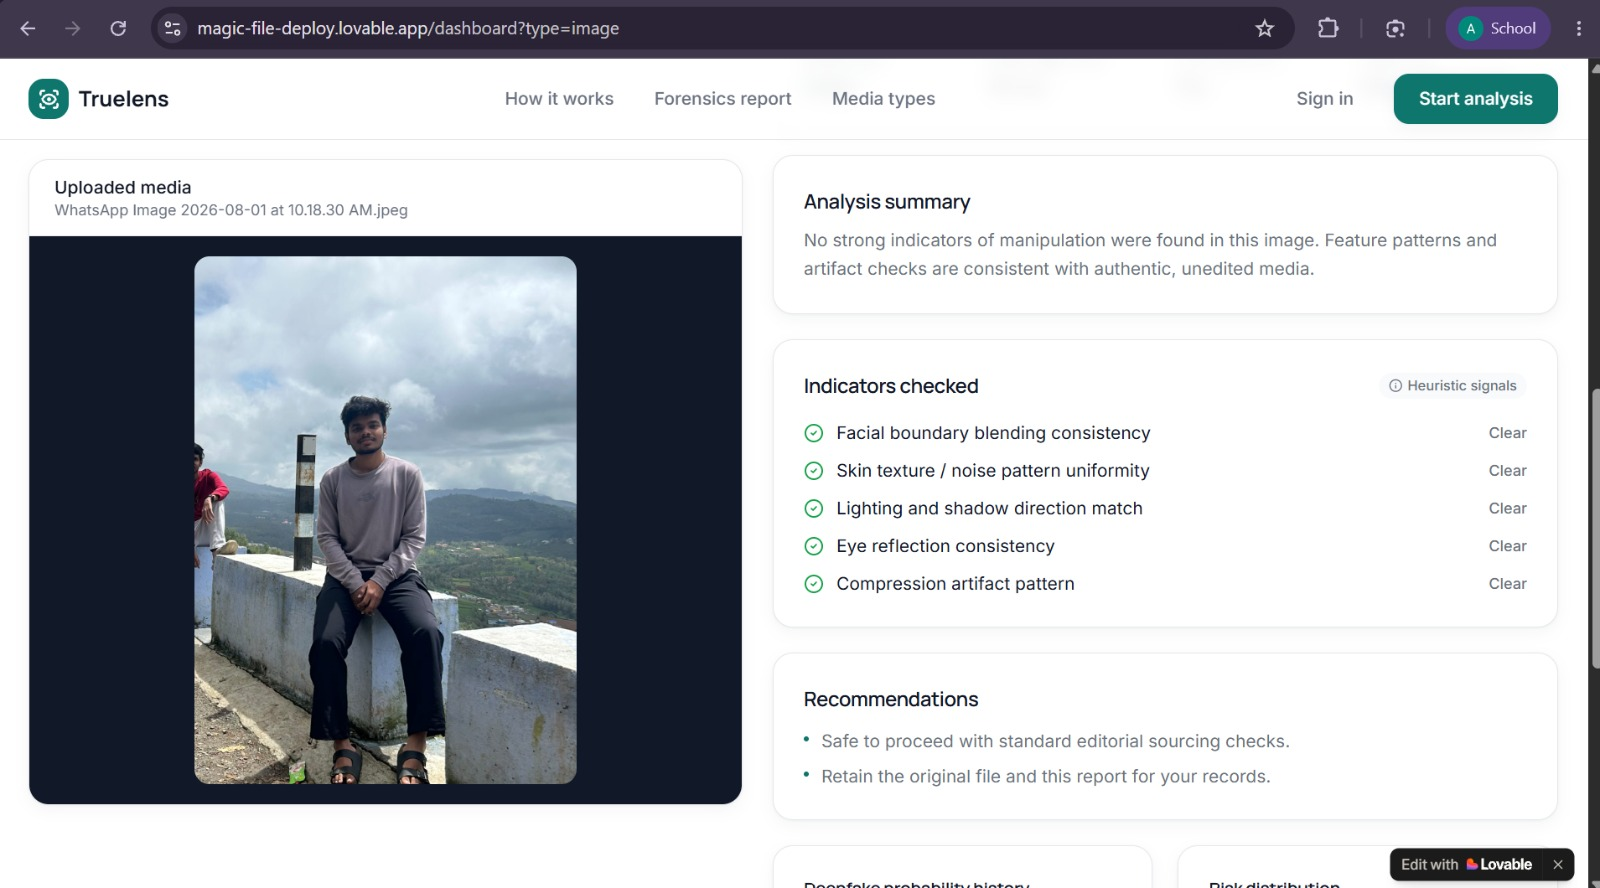 magic-file-deploy.lovable.app/dashboard?type=image
A School
Truelens
How it works
Forensics report
Media types
Sign in
Start analysis
Uploaded media
WhatsApp Image 2026-08-01 at 10.18.30 AM.jpeg
Analysis summary
No strong indicators of manipulation were found in this image. Feature patterns and
artifact checks are consistent with authentic, unedited media.
Indicators checked
Heuristic signals
Facial boundary blending consistency Clear
Skin texture / noise pattern uniformity Clear
Lighting and shadow direction match Clear
Eye reflection consistency Clear
Compression artifact pattern Clear
Recommendations
• Safe to proceed with standard editorial sourcing checks.
• Retain the original file and this report for your records.
Deepfake probability history
Risk distribution
Edit with Lovable